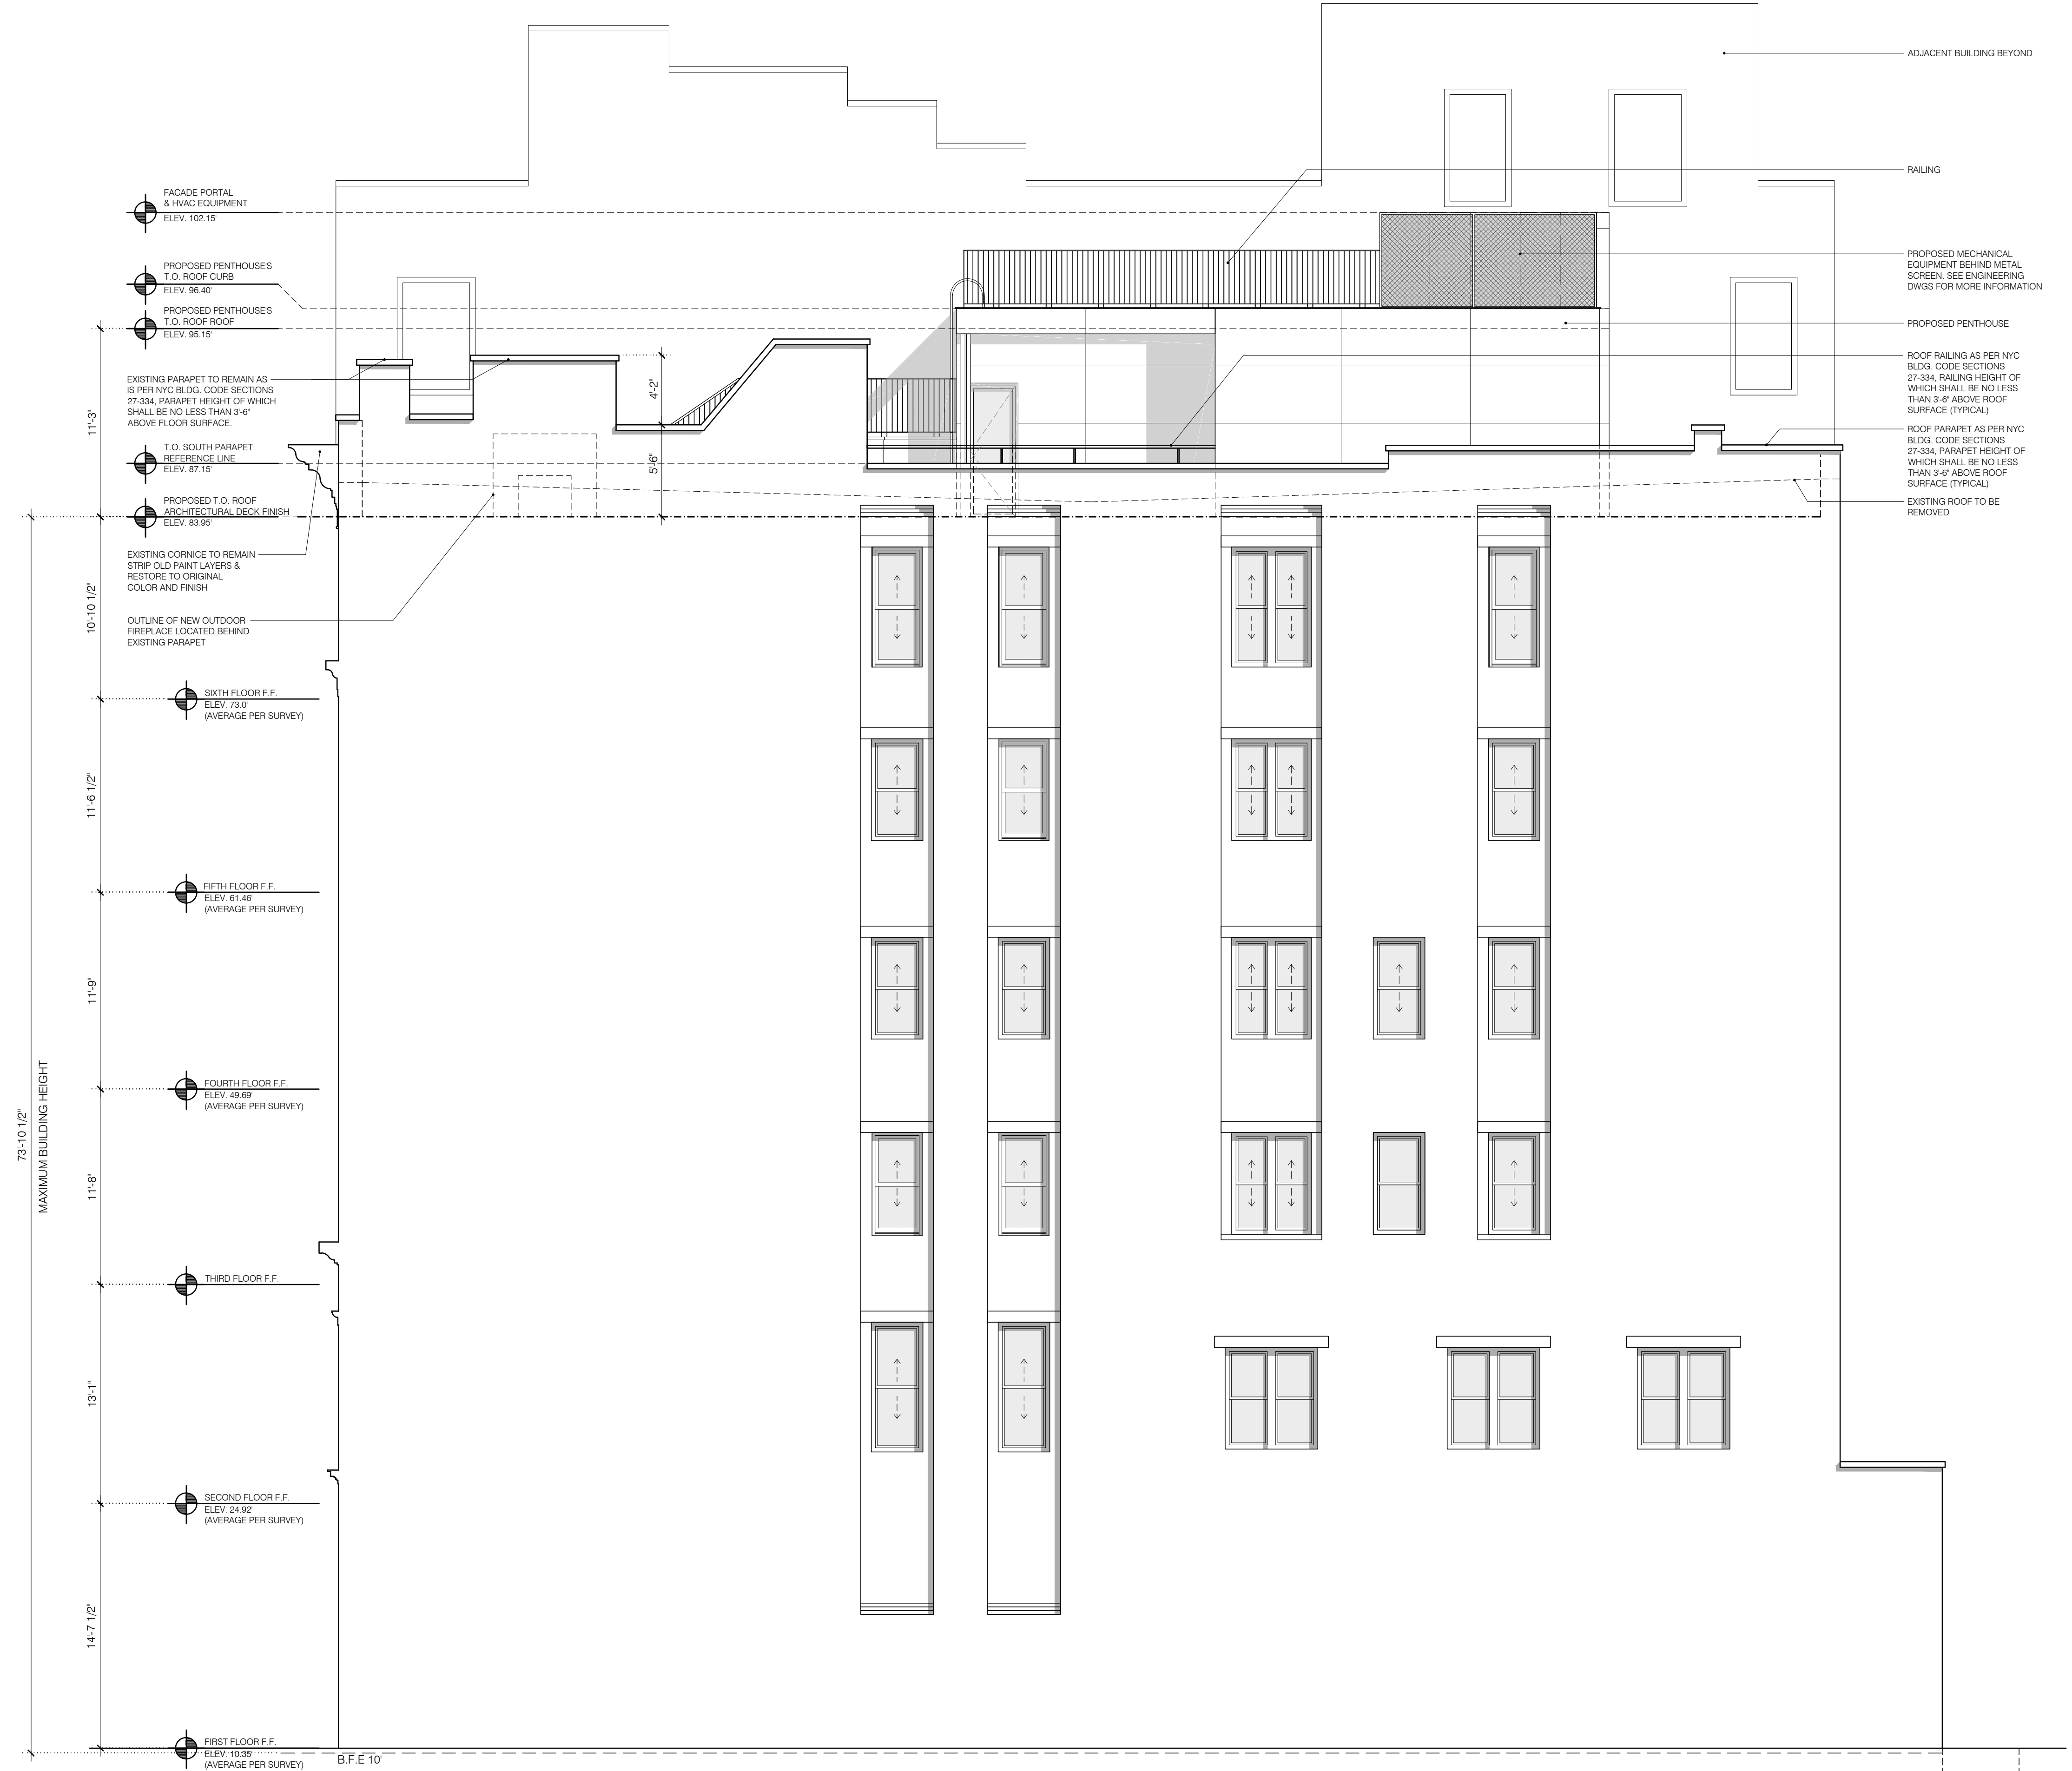 FACADE PORTAL
& HVAC EQUIPMENT
ELEV. 102.15'
PROPOSED PENTHOUSE'S
T.O. ROOF CURB
ELEV. 96.40'
PROPOSED PENTHOUSE'S
T.O. ROOF ROOF
ELEV. 95.15'
EXISTING PARAPET TO REMAIN AS
IS PER NYC BLDG. CODE SECTIONS
27-334, PARAPET HEIGHT OF WHICH
SHALL BE NO LESS THAN 3'-6"
ABOVE FLOOR SURFACE.
T.O. SOUTH PARAPET
REFERENCE LINE
ELEV. 87.15'
PROPOSED T.O. ROOF
ARCHITECTURAL DECK FINISH
ELEV. 83.95'
EXISTING CORNICE TO REMAIN
STRIP OLD PAINT LAYERS &
RESTORE TO ORIGINAL
COLOR AND FINISH
OUTLINE OF NEW OUTDOOR
FIREPLACE LOCATED BEHIND
EXISTING PARAPET
SIXTH FLOOR F.F.
ELEV. 73.0'
(AVERAGE PER SURVEY)
FIFTH FLOOR F.F.
ELEV. 61.46'
(AVERAGE PER SURVEY)
FOURTH FLOOR F.F.
ELEV. 49.69'
(AVERAGE PER SURVEY)
THIRD FLOOR F.F.
SECOND FLOOR F.F.
ELEV. 24.92'
(AVERAGE PER SURVEY)
FIRST FLOOR F.F.
ELEV. 10.35'
(AVERAGE PER SURVEY)
B.F.E 10'
11'-3"
10'-10 1/2"
11'-6 1/2"
11'-9"
11'-8"
13'-1"
14'-7 1/2"
73'-10 1/2"
MAXIMUM BUILDING HEIGHT
4'-2"
5'-6"
ADJACENT BUILDING BEYOND
RAILING
PROPOSED MECHANICAL
EQUIPMENT BEHIND METAL
SCREEN. SEE ENGINEERING
DWGS FOR MORE INFORMATION
PROPOSED PENTHOUSE
ROOF RAILING AS PER NYC
BLDG. CODE SECTIONS
27-334, RAILING HEIGHT OF
WHICH SHALL BE NO LESS
THAN 3'-6" ABOVE ROOF
SURFACE (TYPICAL)
ROOF PARAPET AS PER NYC
BLDG. CODE SECTIONS
27-334, PARAPET HEIGHT OF
WHICH SHALL BE NO LESS
THAN 3'-6" ABOVE ROOF
SURFACE (TYPICAL)
EXISTING ROOF TO BE
REMOVED